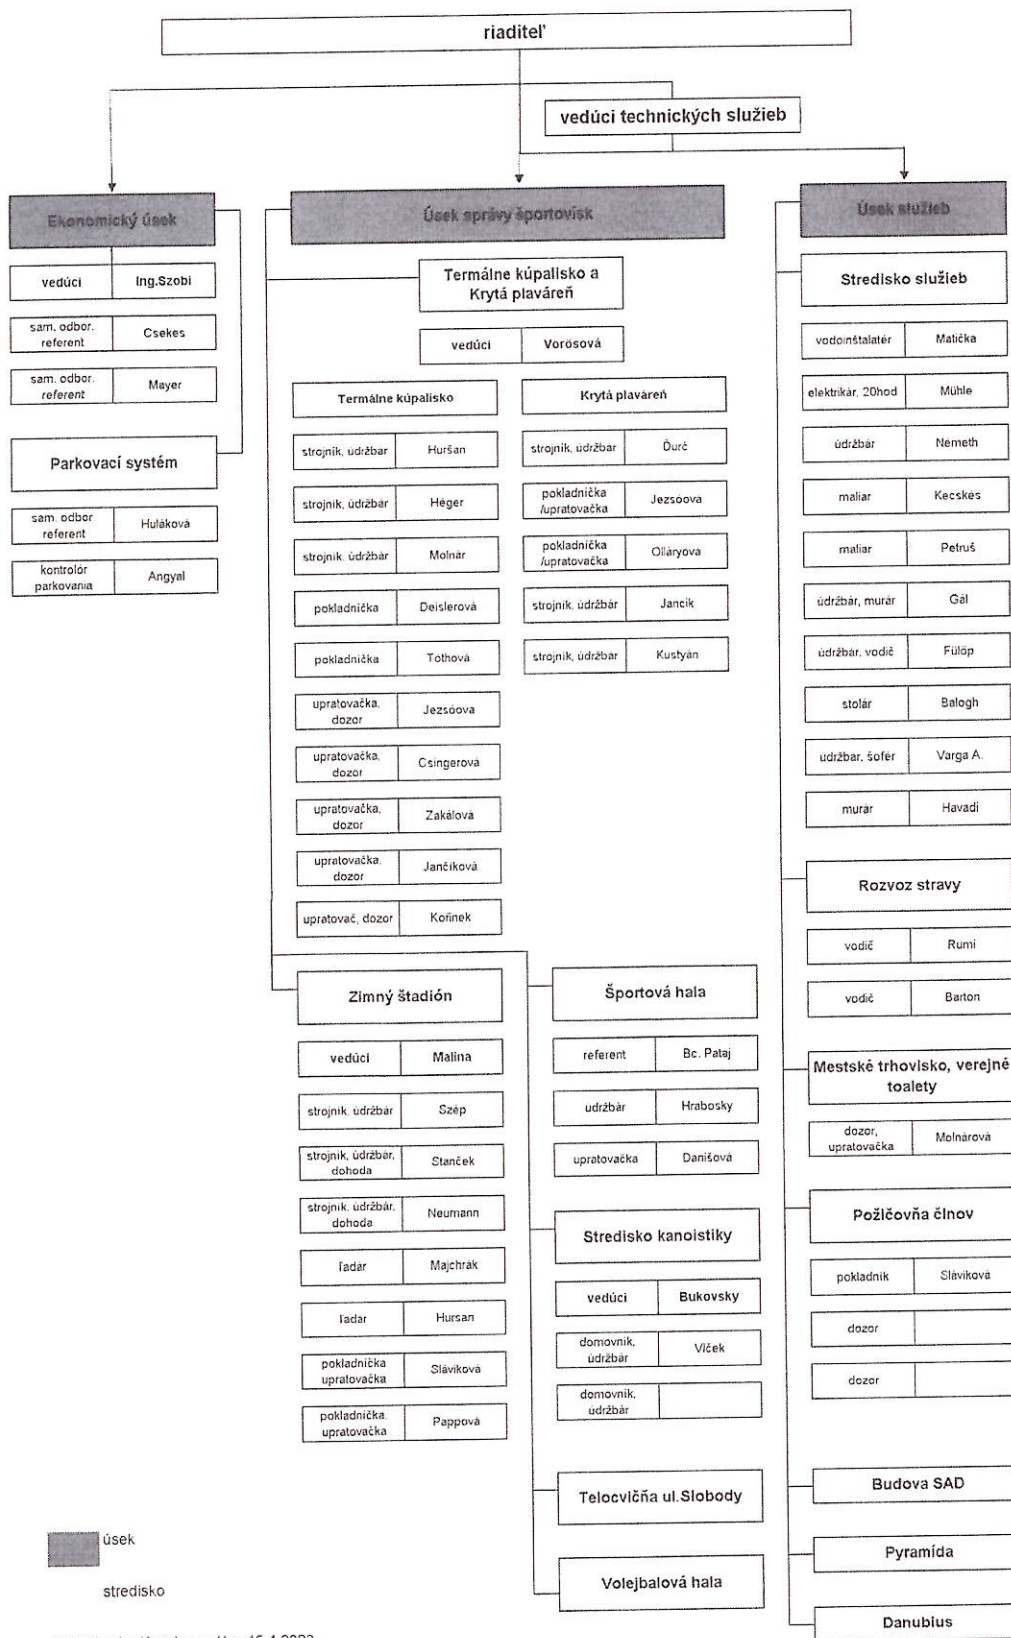 riaditeľ
vedúci technických služieb
Ekonomický úsek
vedúci Ing.Szobi
sam. odbor. referent Csekes
sam. odbor. referent Mayer
Parkovací systém
sam. odbor referent Huláková
kontrolór parkovania Angyal
Úsek správy športovísk
Termálne kúpalisko a
Krytá plaváreň
vedúci Vörösová
Termálne kúpalisko
strojník, údržbár Huršan
strojník, údržbár Héger
strojník, údržbár Molnár
pokladníčka Deislerová
pokladníčka Tóthová
upratovačka, dozor Jezsóova
upratovačka, dozor Csingerová
upratovačka, dozor Zakálová
upratovačka, dozor Jančíková
upratovač, dozor Kořinek
Krytá plaváreň
strojník, údržbár Ďurč
pokladníčka /upratovačka Jezsóová
pokladníčka /upratovačka Olláryová
strojník, údržbár Jancik
strojník, údržbár Kustyán
Zimný štadión
vedúci Malina
strojník, údržbár Szép
strojník, údržbár, dohoda Stanček
strojník, údržbár, dohoda Neumann
ľadár Majchrák
ľadar Hursan
pokladníčka upratovačka Sláviková
pokladníčka, upratovačka Pappová
Športová hala
referent Bc. Pataj
údržbár Hrabosky
upratovačka Danišová
Stredisko kanoistiky
vedúci Bukovsky
domovník, údržbár Vlček
domovník, údržbár
Telocvičňa ul.Slobody
Volejbalová hala
Úsek služieb
Stredisko služieb
vodoinštalatér Matička
elektrikár, 20hod Mühle
údržbár Németh
maliar Kecskés
maliar Petruš
údržbár, murár Gál
údržbár, vodič Fülöp
stolár Balogh
udržbar, šofér Varga A.
murár Havadi
Rozvoz stravy
vodič Rumi
vodič Barton
Mestské trhovisko, verejné
toalety
dozor, upratovačka Molnárová
Požičovňa člnov
pokladník Sláviková
dozor
dozor
Budova SAD
Pyramída
Danubius
úsek
stredisko